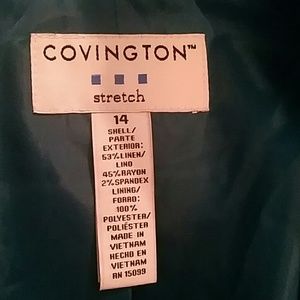 COVINGTON™
stretch
14
SHELL/
PARTE
EXTERIOR:
53%LINEN/
LINO
45%RAYON
2%SPANDEX
LINING/
FORRO:
100%
POLYESTER/
POLIÉSTER
MADE IN
VIETNAM
HECHO EN
VIETNAM
RN 15099